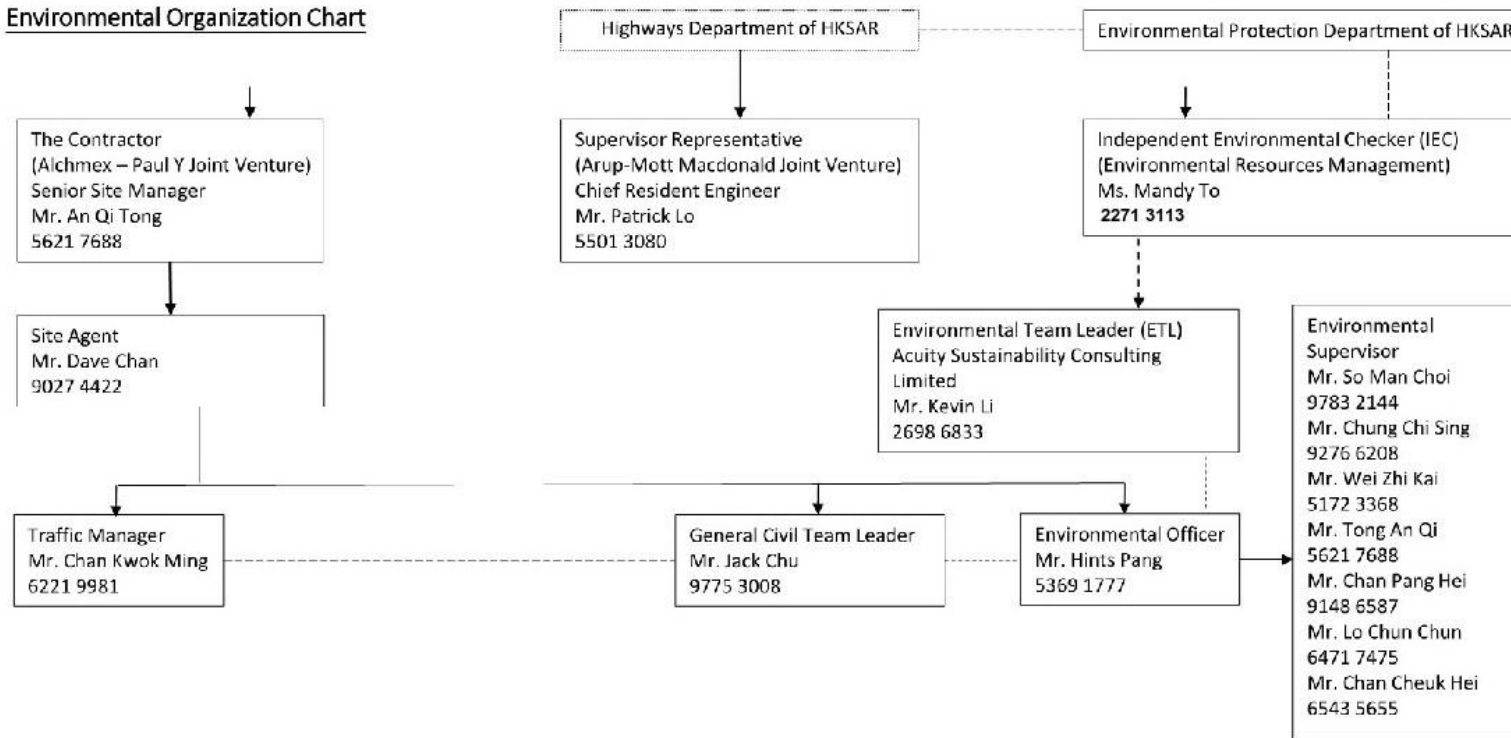 Environmental Organization Chart
Highways Department of HKSAR
Environmental Protection Department of HKSAR
The Contractor
(Alchmex – Paul Y Joint Venture)
Senior Site Manager
Mr. An Qi Tong
5621 7688
Supervisor Representative
(Arup-Mott Macdonald Joint Venture)
Chief Resident Engineer
Mr. Patrick Lo
5501 3080
Independent Environmental Checker (IEC)
(Environmental Resources Management)
Ms. Mandy To
2271 3113
Site Agent
Mr. Dave Chan
9027 4422
Environmental Team Leader (ETL)
Acuity Sustainability Consulting
Limited
Mr. Kevin Li
2698 6833
Environmental
Supervisor
Mr. So Man Choi
9783 2144
Mr. Chung Chi Sing
9276 6208
Mr. Wei Zhi Kai
5172 3368
Mr. Tong An Qi
5621 7688
Mr. Chan Pang Hei
9148 6587
Mr. Lo Chun Chun
6471 7475
Mr. Chan Cheuk Hei
6543 5655
Traffic Manager
Mr. Chan Kwok Ming
6221 9981
General Civil Team Leader
Mr. Jack Chu
9775 3008
Environmental Officer
Mr. Hints Pang
5369 1777